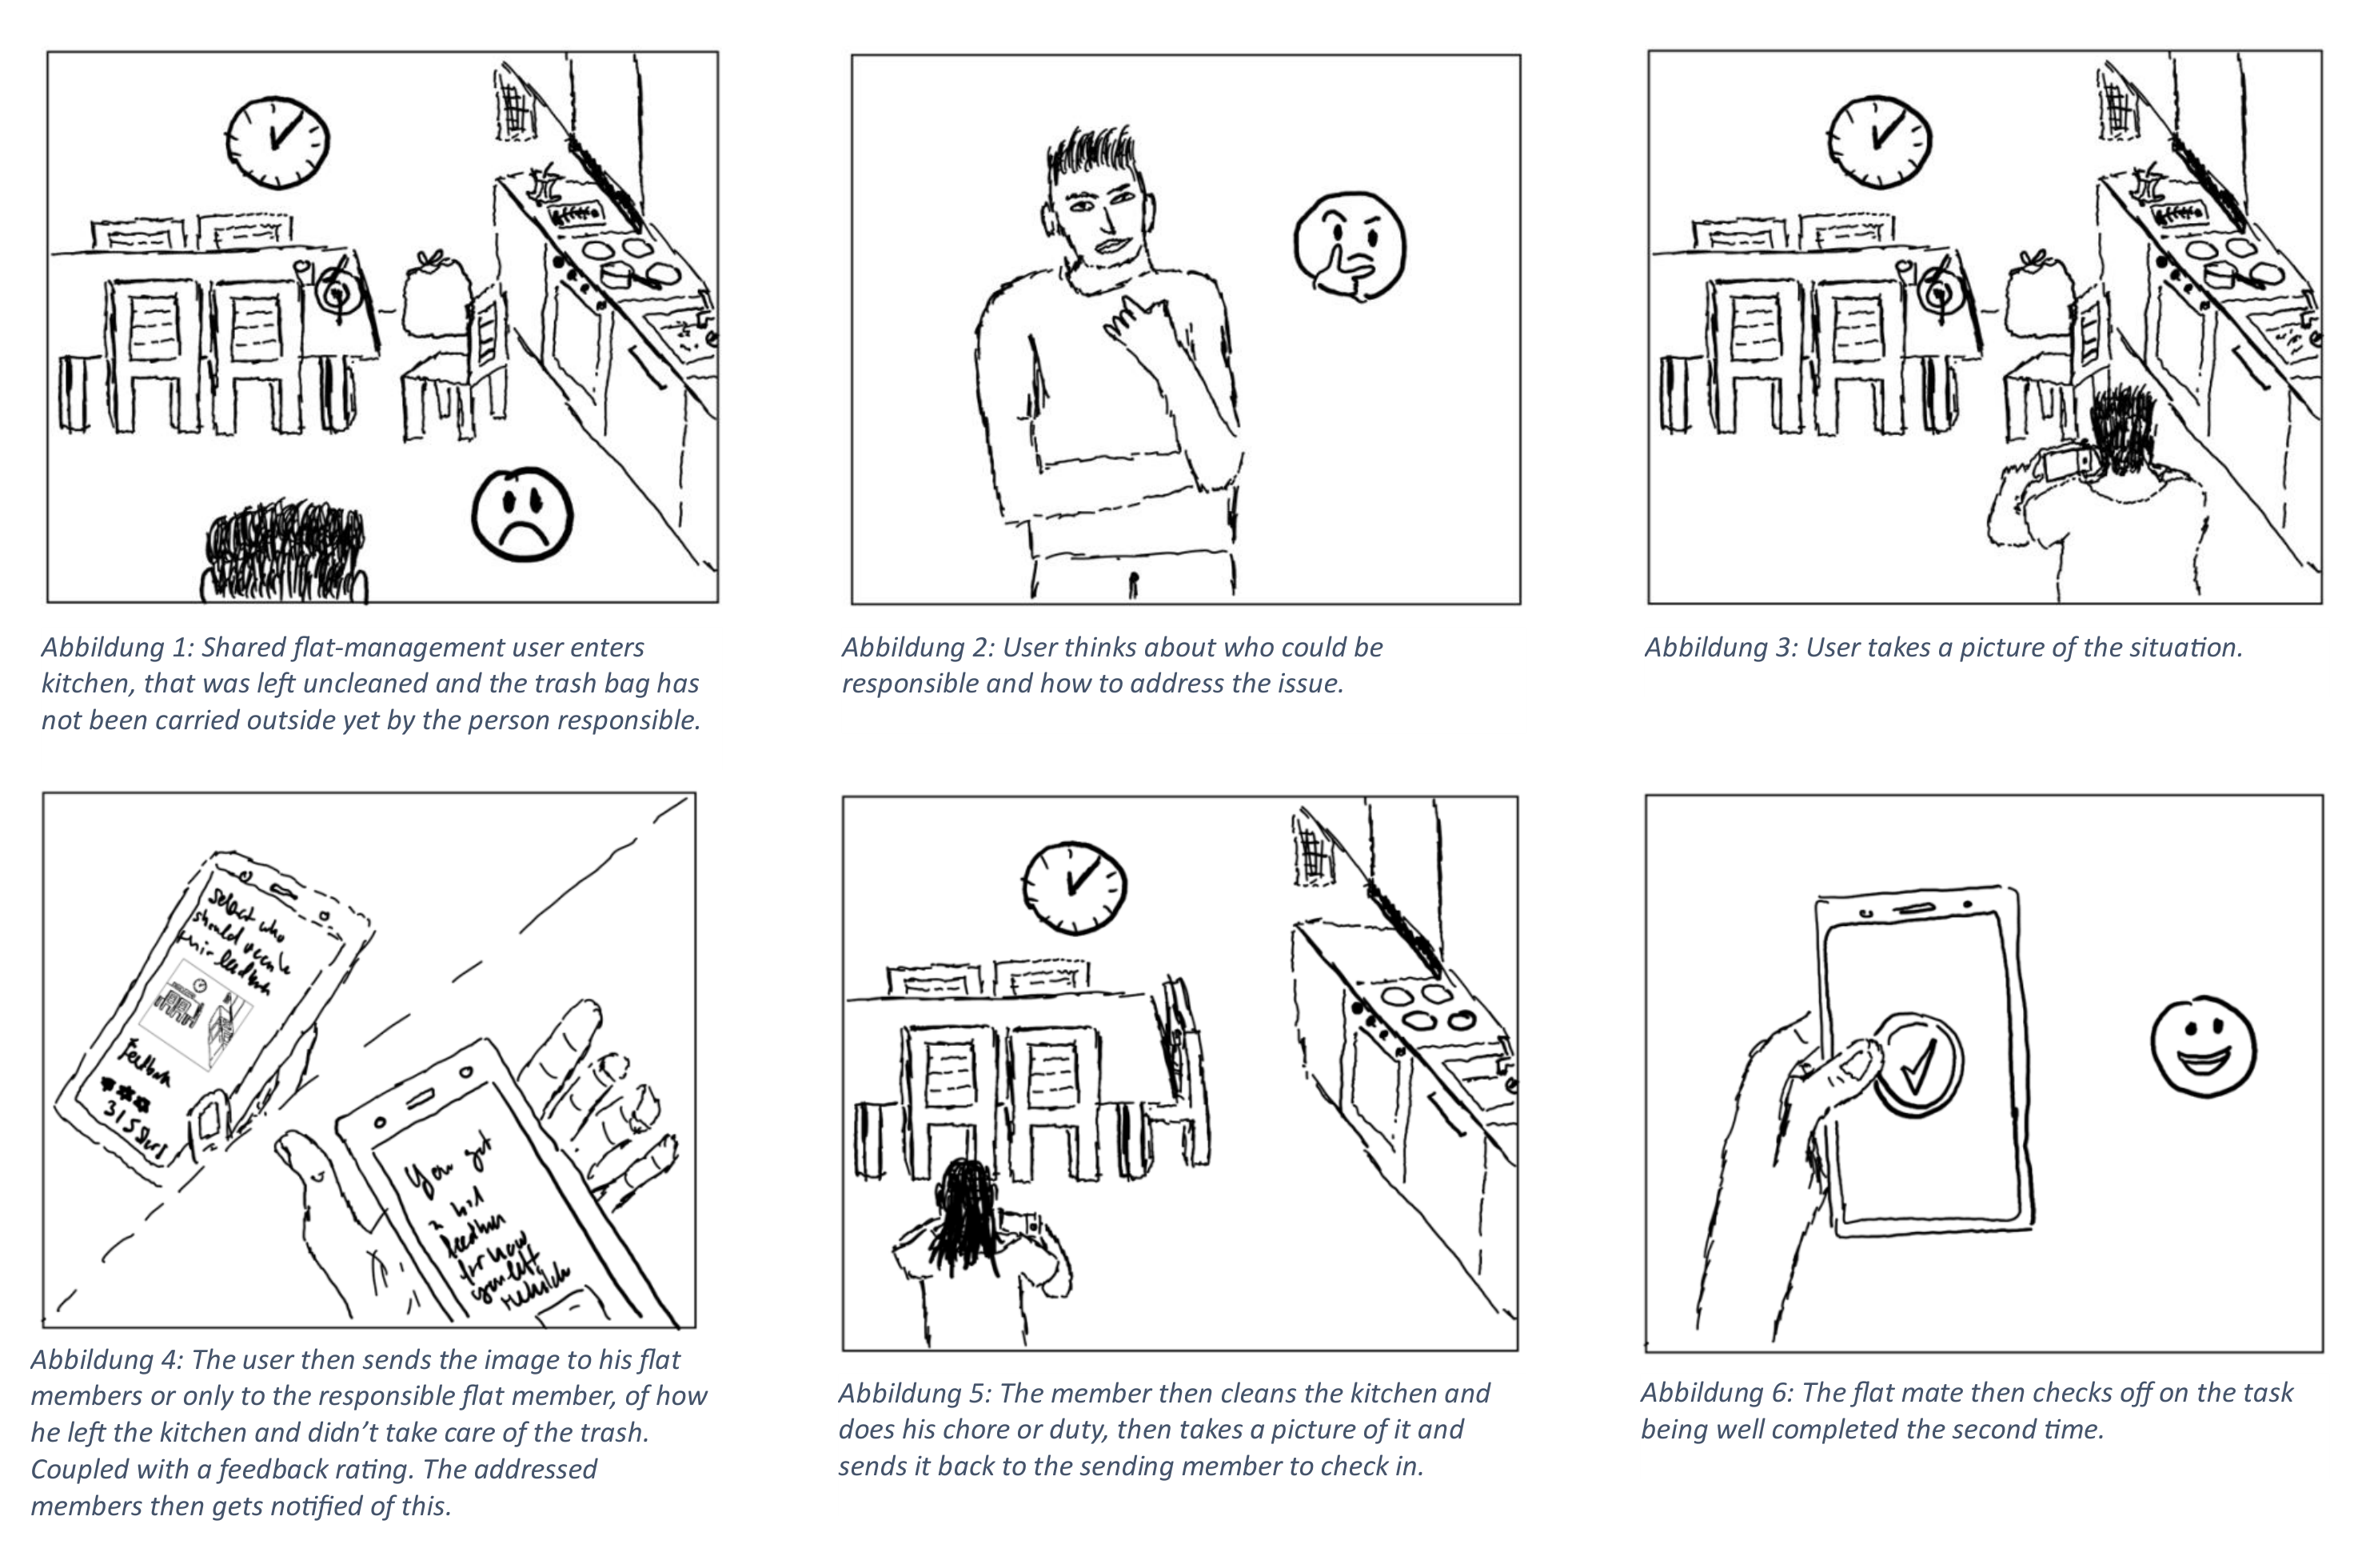 Abbildung 1: Shared flat-management user enters
kitchen, that was left uncleaned and the trash bag has
not been carried outside yet by the person responsible.
Abbildung 2: User thinks about who could be
responsible and how to address the issue.
Abbildung 3: User takes a picture of the situation.
Select who
should
Feedback
You got
a
feedback
for how
you left
Abbildung 4: The user then sends the image to his flat
members or only to the responsible flat member, of how
he left the kitchen and didn't take care of the trash.
Coupled with a feedback rating. The addressed
members then gets notified of this.
Abbildung 5: The member then cleans the kitchen and
does his chore or duty, then takes a picture of it and
sends it back to the sending member to check in.
Abbildung 6: The flat mate then checks off on the task
being well completed the second time.